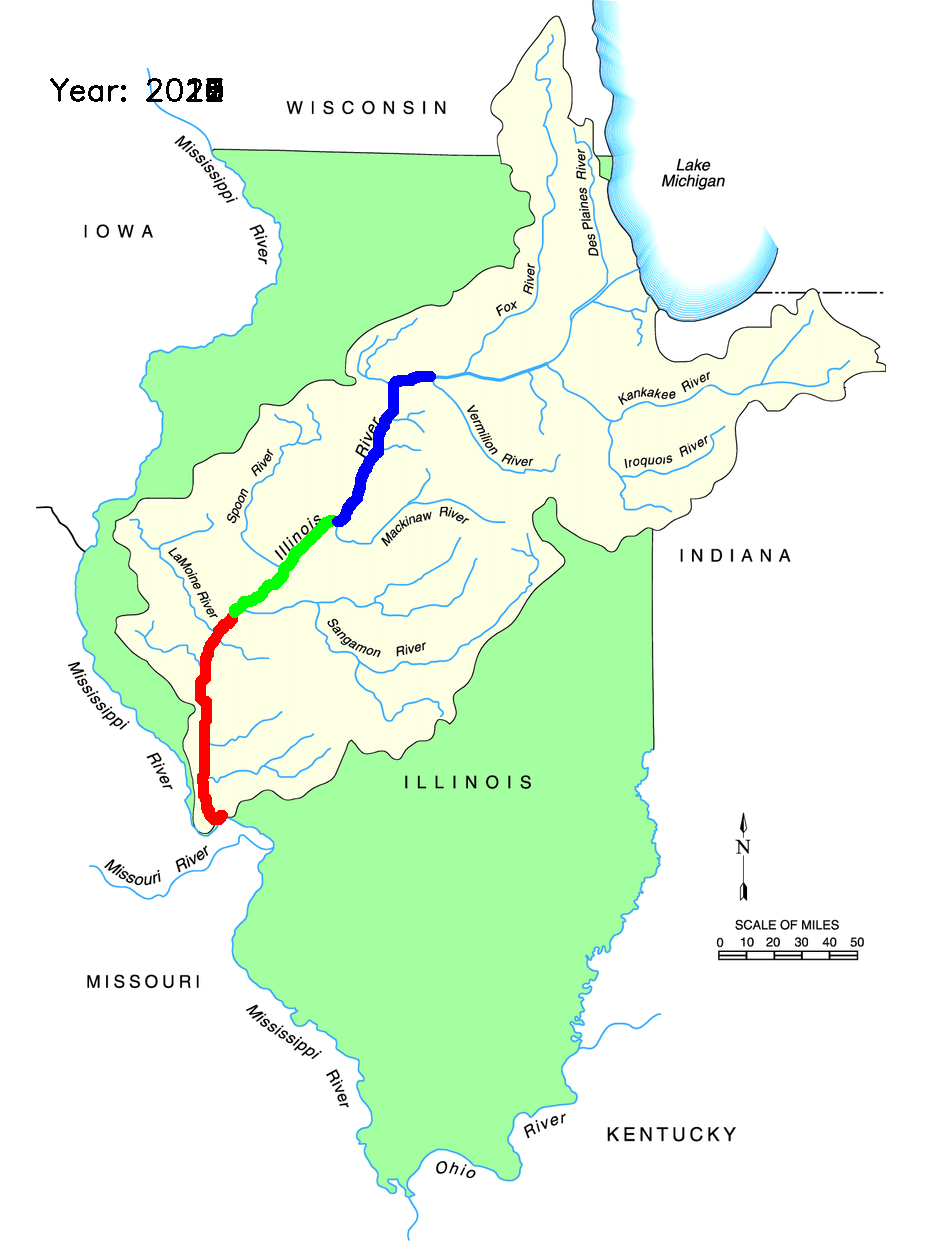 WISCONSIN
Year: 20
Mississippi
River
Lake
Michigan
Des Plaines River
IOWA
Fox
River
Kankakee River
River
Vermilion
River
Iroquois River
Spoon River
Illinois
Mackinaw River
INDIANA
LaMoine River
Sangamon River
Mississippi
River
ILLINOIS
N
Missouri River
SCALE OF MILES
0 10 20 30 40 50
MISSOURI
Mississippi
River
River
KENTUCKY
Ohio